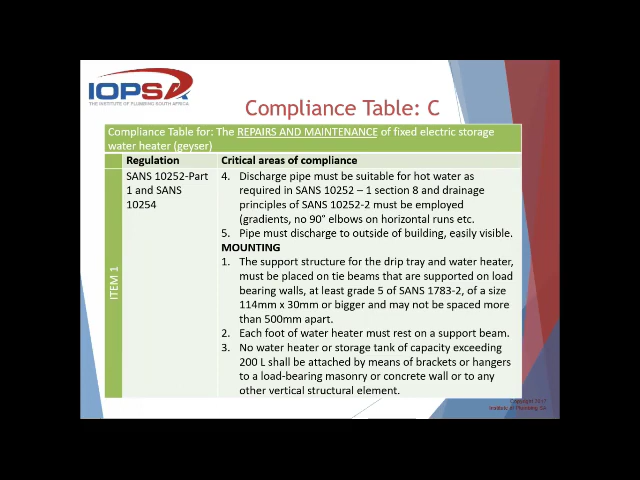 IOPSA
THE INSTITUTE OF PLUMBING SOUTH AFRICA
Compliance Table: C
Compliance Table for: The REPAIRS AND MAINTENANCE of fixed electric storage
water heater (geyser)
Regulation
Critical areas of compliance
ITEM 1
SANS 10252-Part
1 and SANS
10254
4. Discharge pipe must be suitable for hot water as
required in SANS 10252 – 1 section 8 and drainage
principles of SANS 10252-2 must be employed
(gradients, no 90° elbows on horizontal runs etc.
5. Pipe must discharge to outside of building, easily visible.
MOUNTING
1. The support structure for the drip tray and water heater,
must be placed on tie beams that are supported on load
bearing walls, at least grade 5 of SANS 1783-2, of a size
114mm x 30mm or bigger and may not be spaced more
than 500mm apart.
2. Each foot of water heater must rest on a support beam.
3. No water heater or storage tank of capacity exceeding
200 L shall be attached by means of brackets or hangers
to a load-bearing masonry or concrete wall or to any
other vertical structural element.
Copyright 2017
Institute of Plumbing SA